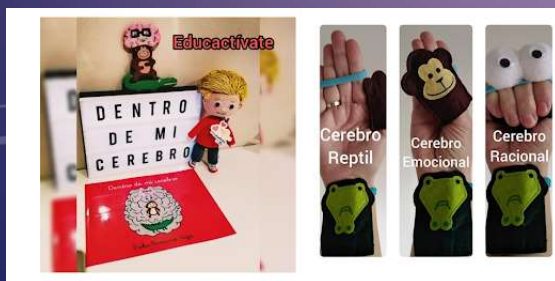 Educactívate
DENTRO
DE MI
CEREBRO
Dentro de mi cerebro
Cerebro
Reptil
Cerebro
Emocional
Cerebro
Racional